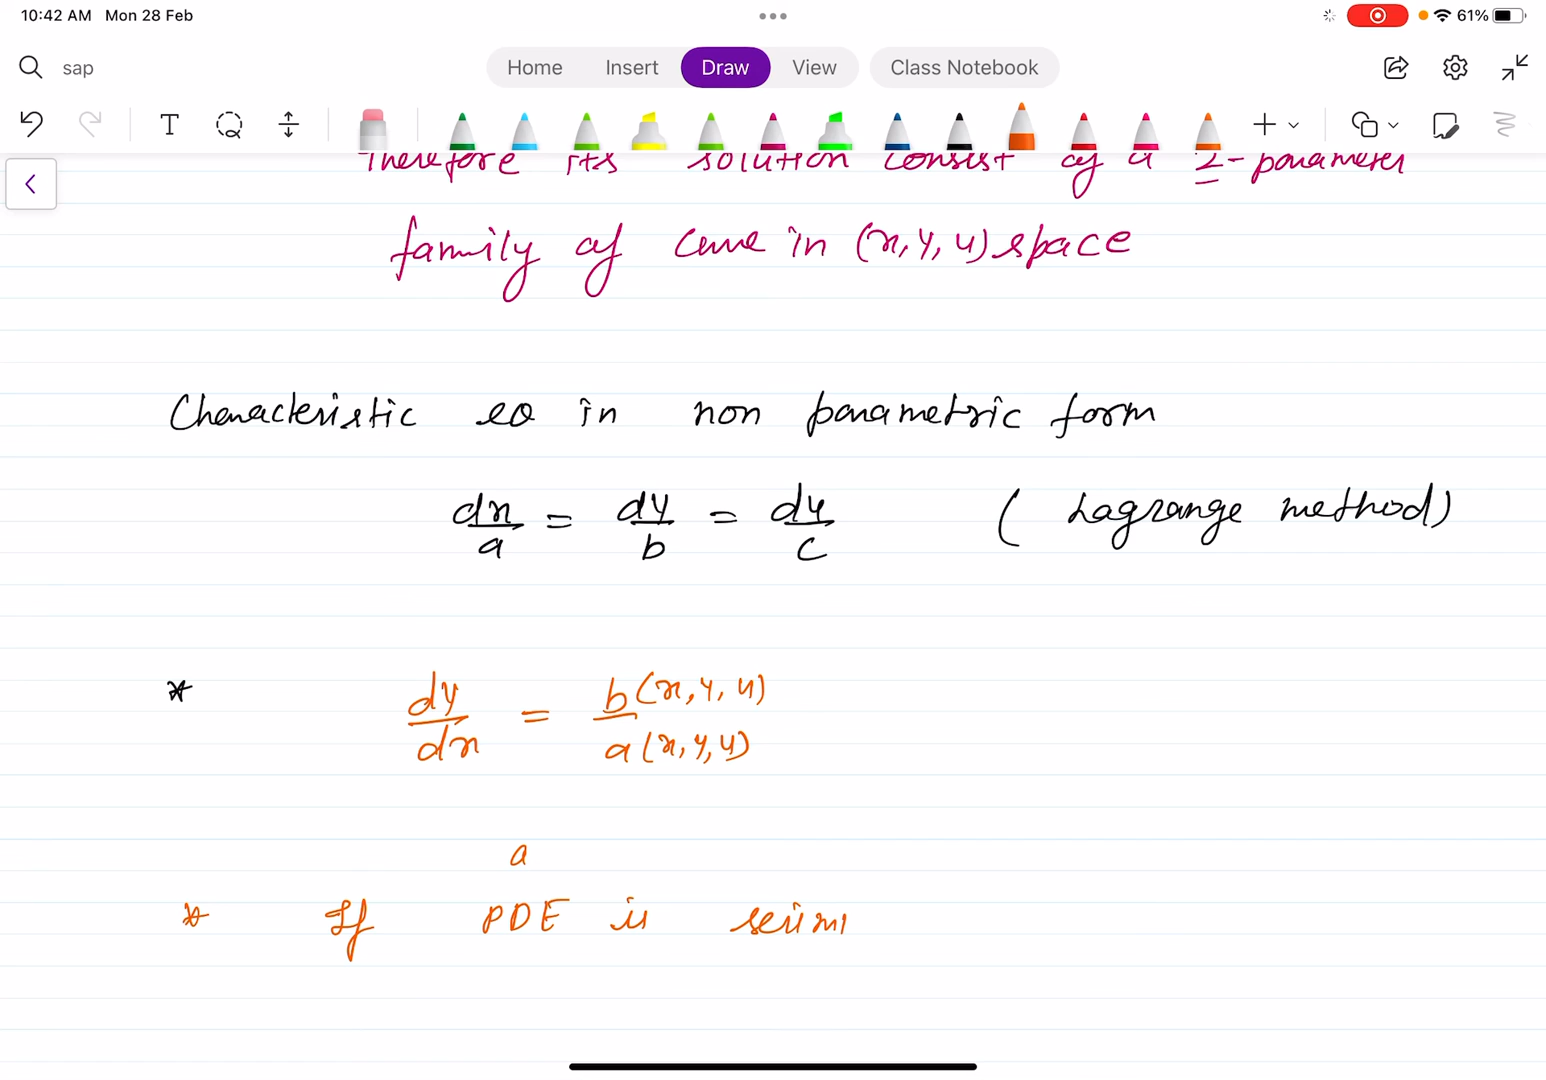 10:42 AM Mon 28 Feb
61%
sap
Home Insert Draw View Class Notebook
T
Therefore its solution consist of a 2-parameter
family of curve in (x, y, u) space
Characteristic eq in non parametric form
dx/a = dy/b = du/c (Lagrange method)
* dy/dx = b(x, y, u)/a(x, y, u)
a
* If PDE is seimi